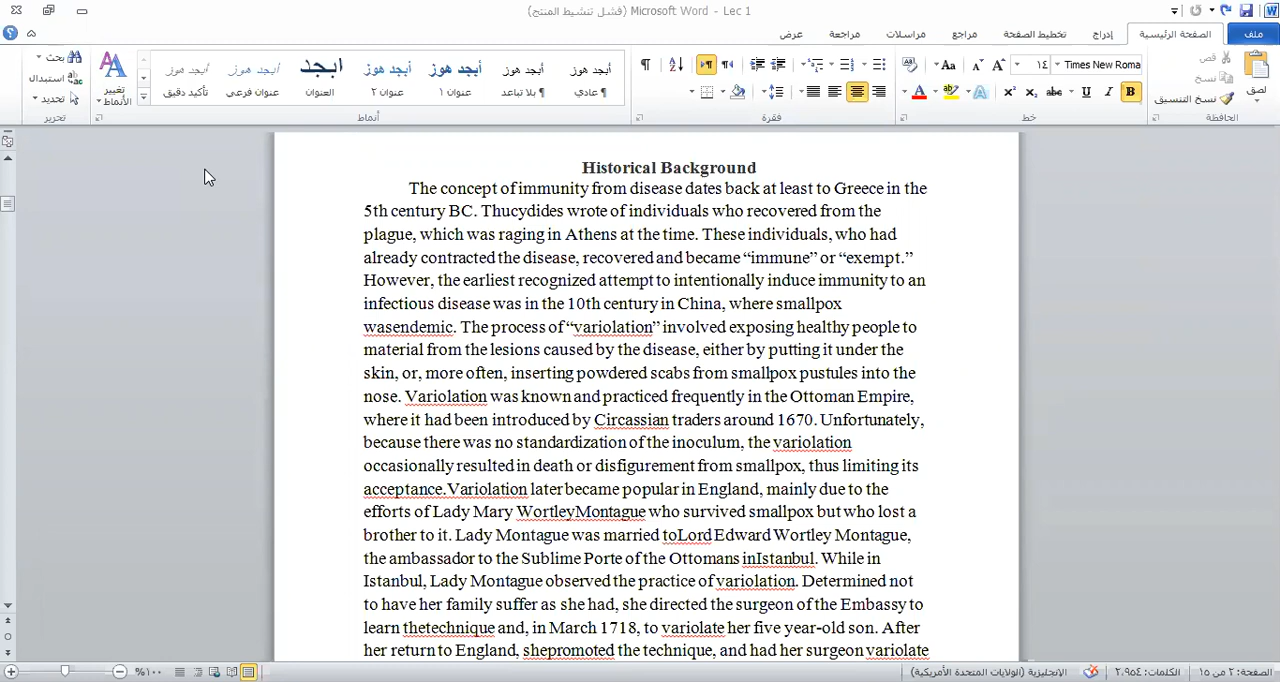 Microsoft Word - Lec 1 (فشل تنشيط المنتج)
ملف الصفحة الرئيسية إدراج تخطيط الصفحة مراجع مراسلات مراجعة عرض
لصق قص نسخ نسخ التنسيق
الحافظة
Times New Roma ١٤ Aa
B I U abc X₂ X² A ab A
خط
فقرة
أبجد هوز أبجد هوز أبجد هوز أبجد هوز ابجد أبجد هوز أبجد هوز
¶ عادي ¶ بلا تباعد عنوان ١ عنوان ٢ العنوان عنوان فرعي تأكيد دقيق
تغيير الأنماط
أنماط
بحث
استبدال
تحديد
تحرير
Historical Background
The concept of immunity from disease dates back at least to Greece in the
5th century BC. Thucydides wrote of individuals who recovered from the
plague, which was raging in Athens at the time. These individuals, who had
already contracted the disease, recovered and became “immune” or “exempt.”
However, the earliest recognized attempt to intentionally induce immunity to an
infectious disease was in the 10th century in China, where smallpox
wasendemic. The process of “variolation” involved exposing healthy people to
material from the lesions caused by the disease, either by putting it under the
skin, or, more often, inserting powdered scabs from smallpox pustules into the
nose. Variolation was known and practiced frequently in the Ottoman Empire,
where it had been introduced by Circassian traders around 1670. Unfortunately,
because there was no standardization of the inoculum, the variolation
occasionally resulted in death or disfigurement from smallpox, thus limiting its
acceptance.Variolation later became popular in England, mainly due to the
efforts of Lady Mary WortleyMontague who survived smallpox but who lost a
brother to it. Lady Montague was married toLord Edward Wortley Montague,
the ambassador to the Sublime Porte of the Ottomans inIstanbul. While in
Istanbul, Lady Montague observed the practice of variolation. Determined not
to have her family suffer as she had, she directed the surgeon of the Embassy to
learn thetechnique and, in March 1718, to variolate her five year-old son. After
her return to England, shepromoted the technique, and had her surgeon variolate
الصفحة: ٢ من ١٥ الكلمات: ٢،٩٥٤ الإنجليزية (الولايات المتحدة الأمريكية) ١٠٠%